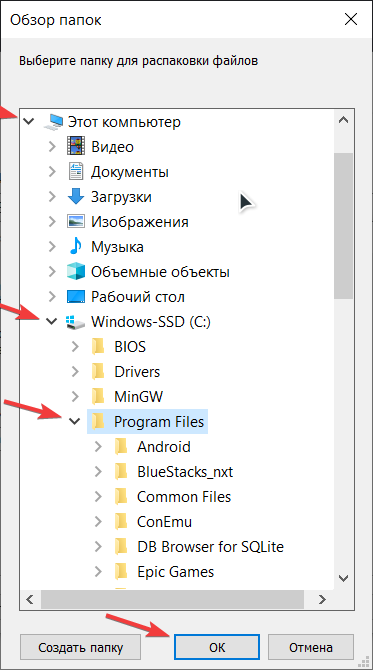 Обзор папок
Выберите папку для распаковки файлов
Этот компьютер
Видео
Документы
Загрузки
Изображения
Музыка
Объемные объекты
Рабочий стол
Windows-SSD (C:)
BIOS
Drivers
MinGW
Program Files
Android
BlueStacks_nxt
Common Files
ConEmu
DB Browser for SQLite
Epic Games
Создать папку
ОК
Отмена